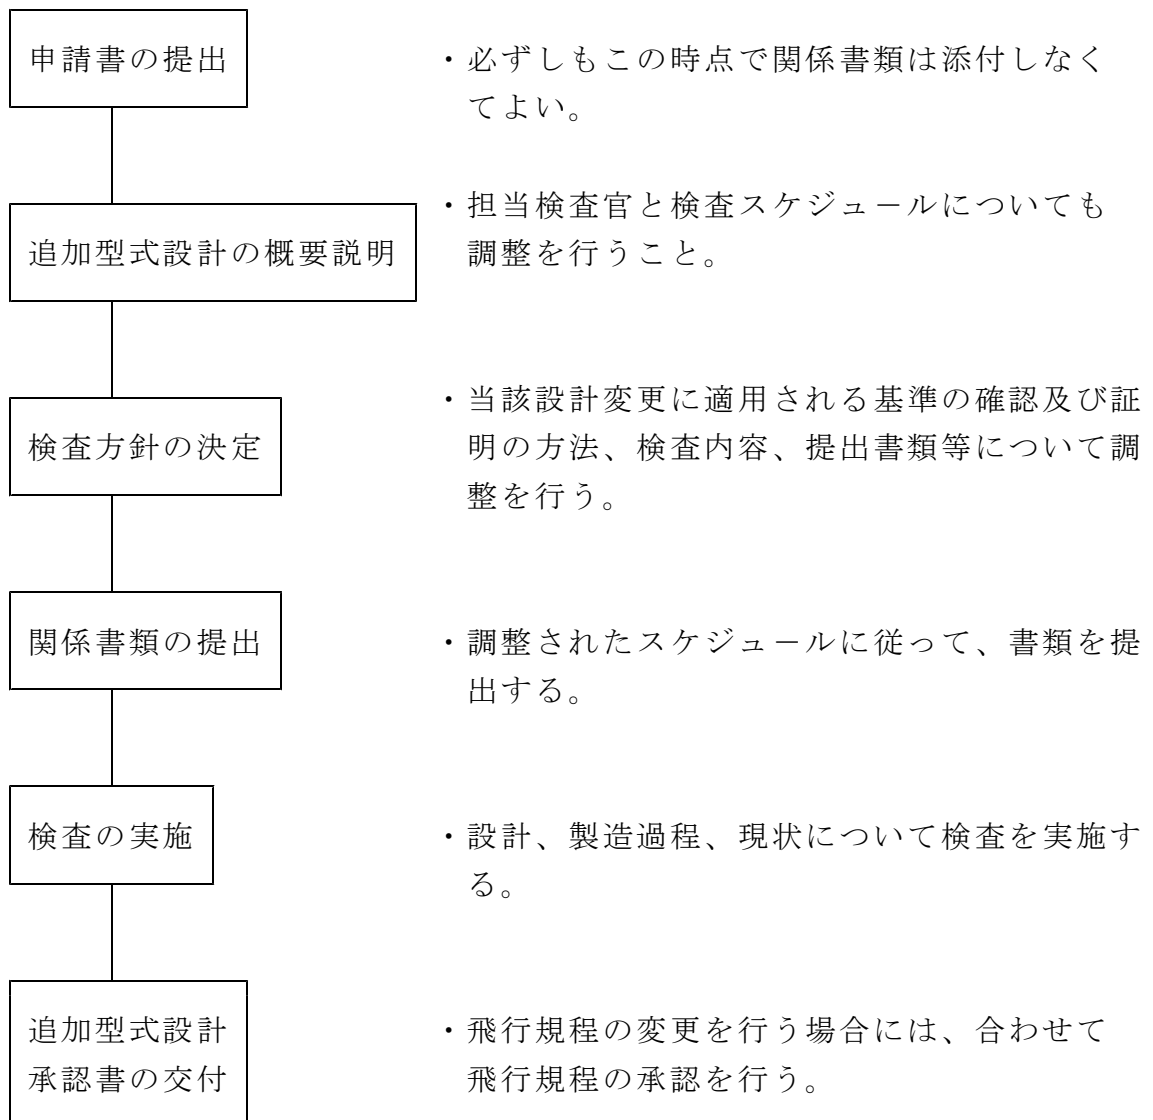 申請書の提出
・必ずしもこの時点で関係書類は添付しなく
てよい。
追加型式設計の概要説明
・担当検査官と検査スケジュールについても
調整を行うこと。
検査方針の決定
・当該設計変更に適用される基準の確認及び証
明の方法、検査内容、提出書類等について調
整を行う。
関係書類の提出
・調整されたスケジュールに従って、書類を提
出する。
検査の実施
・設計、製造過程、現状について検査を実施す
る。
追加型式設計
承認書の交付
・飛行規程の変更を行う場合には、合わせて
飛行規程の承認を行う。